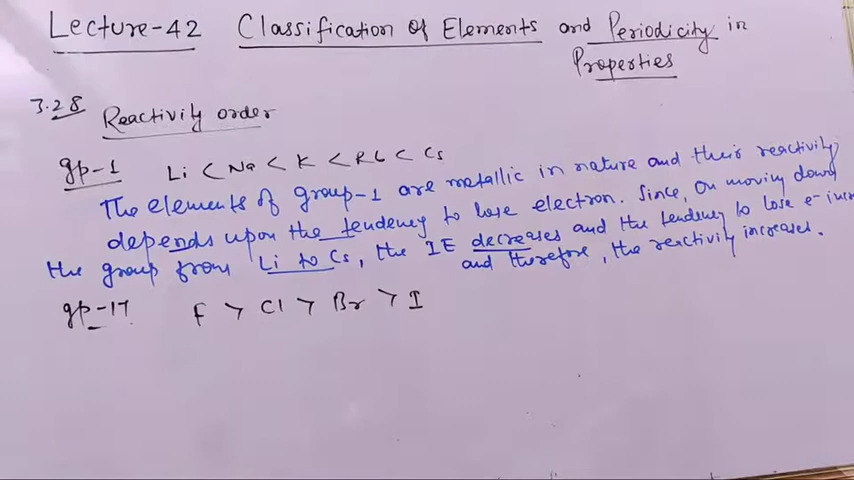 Lecture-42 Classification of Elements and Periodicity in
Properties
3.28 Reactivity order
gp-1 Li < Na < K < Rb < Cs
The elements of group-1 are metallic in nature and their reactivity
depends upon the tendency to lose electron. Since, on moving down
the group from Li to Cs, the IE decreases and the tendency to lose e- incr
and therefore, the reactivity increases.
gp-17 F > Cl > Br > I